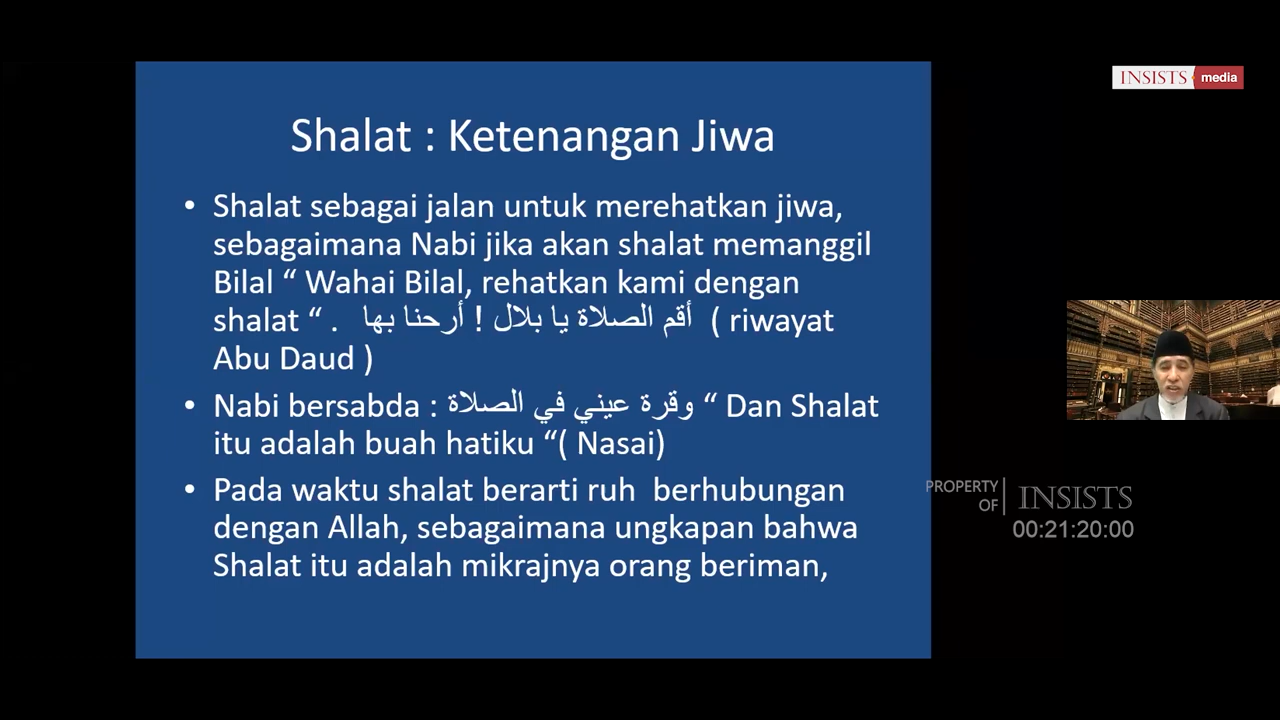 INSISTS media
Shalat : Ketenangan Jiwa
• Shalat sebagai jalan untuk merehatkan jiwa,
sebagaimana Nabi jika akan shalat memanggil
Bilal “ Wahai Bilal, rehatkan kami dengan
shalat “ . أقم الصلاة يا بلال ! أرحنا بها ( riwayat
Abu Daud )
• Nabi bersabda : وقرة عيني في الصلاة “ Dan Shalat
itu adalah buah hatiku “( Nasai)
• Pada waktu shalat berarti ruh  berhubungan
dengan Allah, sebagaimana ungkapan bahwa
Shalat itu adalah mikrajnya orang beriman,
PROPERTY
OF
INSISTS
00:21:20:00